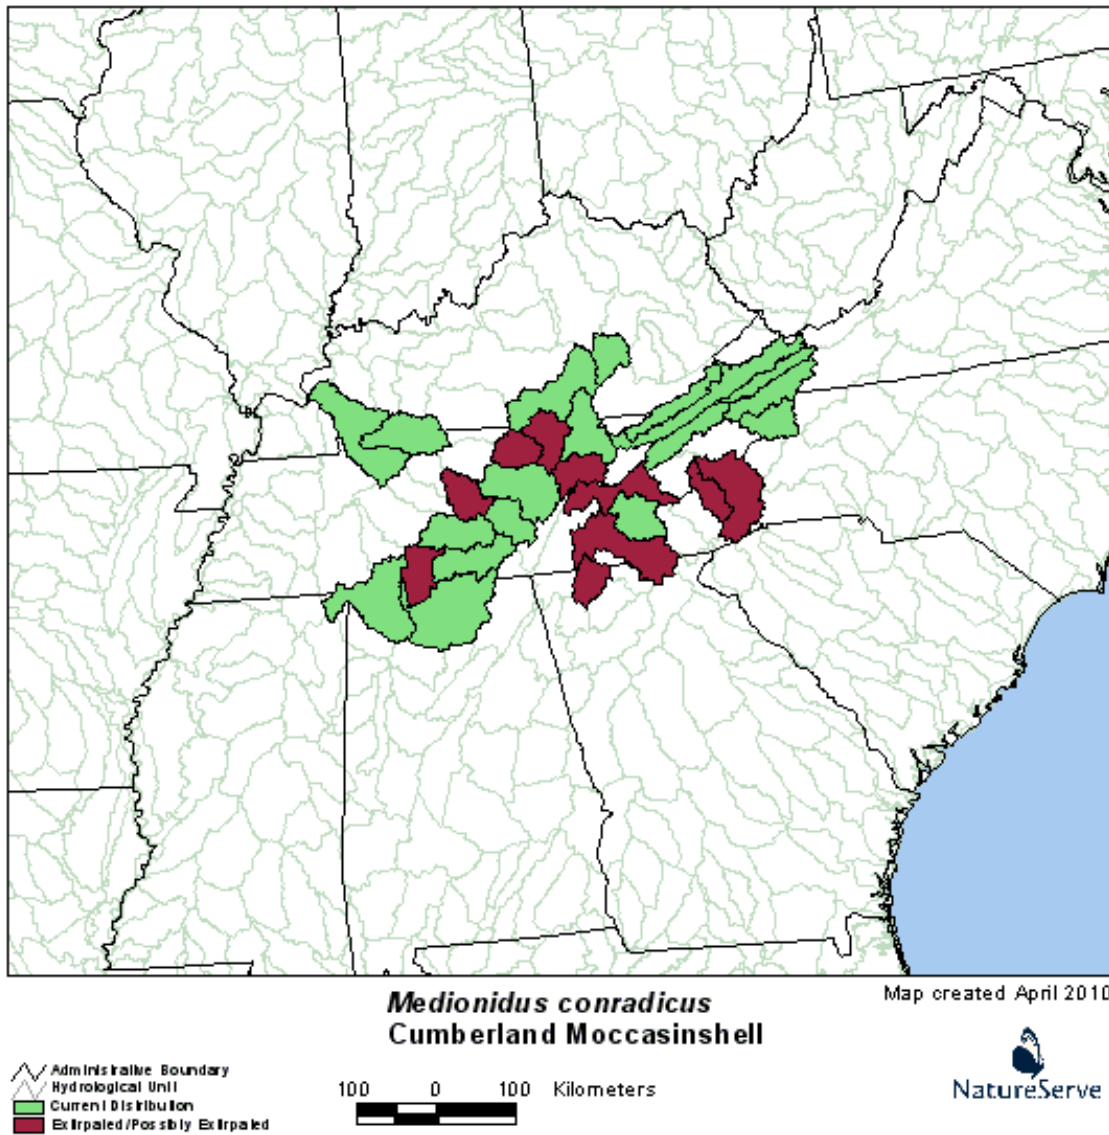 Medionidus conradicus
Cumberland Moccasinshell
Map created April 2010
Administrative Boundary
Hydrological Unit
Current Distribution
Extirpated/Possibly Extirpated
100 0 100 Kilometers
NatureServe